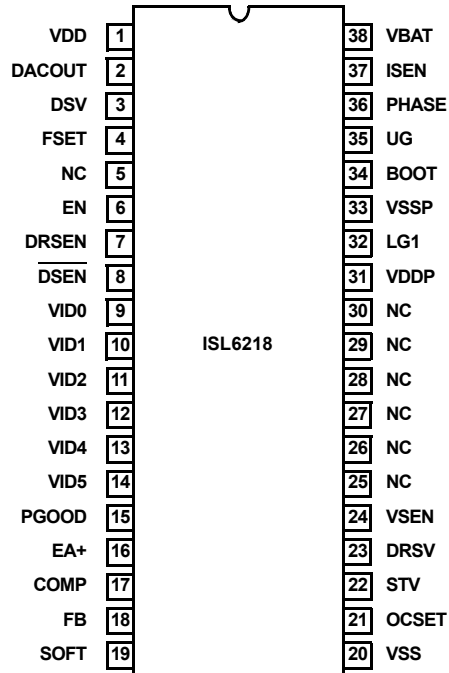 VDD 1 38 VBAT
DACOUT 2 37 ISEN
DSV 3 36 PHASE
FSET 4 35 UG
NC 5 34 BOOT
EN 6 33 VSSP
DRSEN 7 32 LG1
DSEN 8 31 VDDP
VID0 9 30 NC
VID1 10 ISL6218 29 NC
VID2 11 28 NC
VID3 12 27 NC
VID4 13 26 NC
VID5 14 25 NC
PGOOD 15 24 VSEN
EA+ 16 23 DRSV
COMP 17 22 STV
FB 18 21 OCSET
SOFT 19 20 VSS